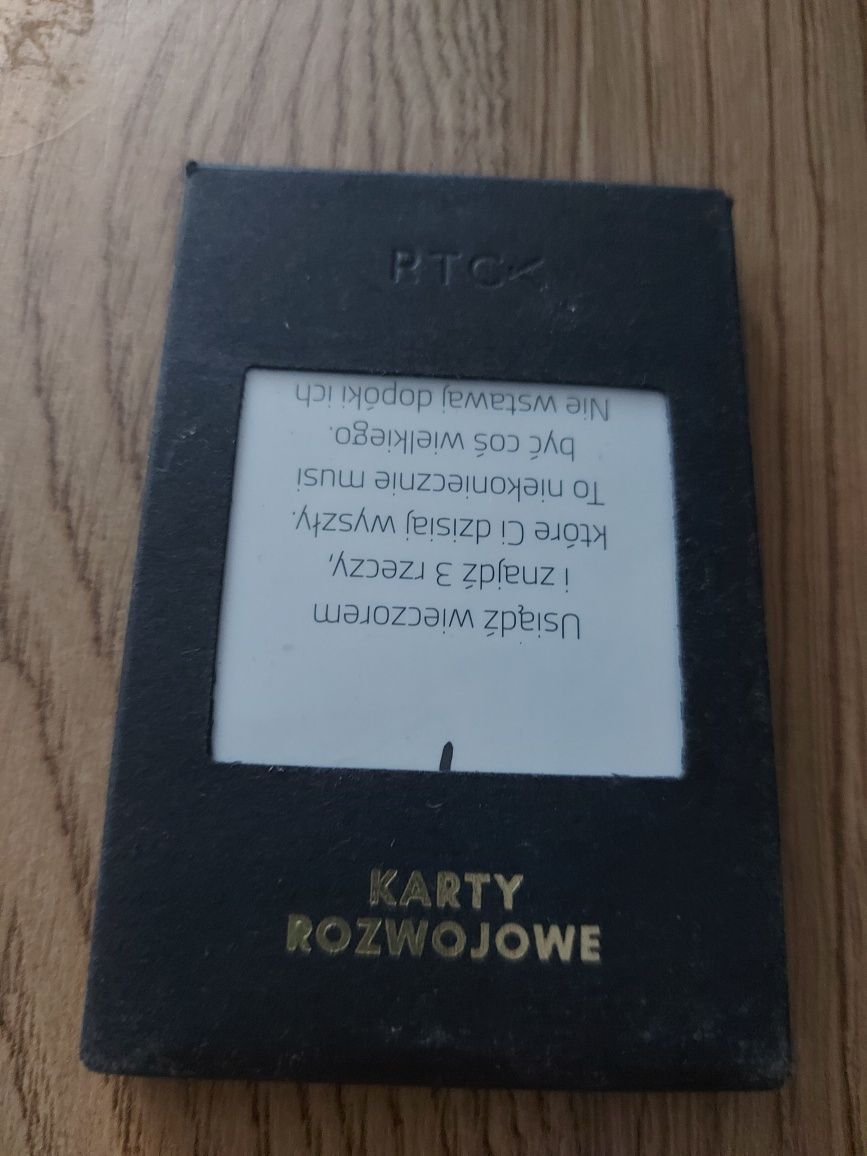 RTCK
Usiądź wieczorem
i znajdź 3 rzeczy,
które Ci dzisiaj wyszły.
To niekoniecznie musi
być coś wielkiego.
Nie wstawaj dopóki ich
KARTY
ROZWOJOWE